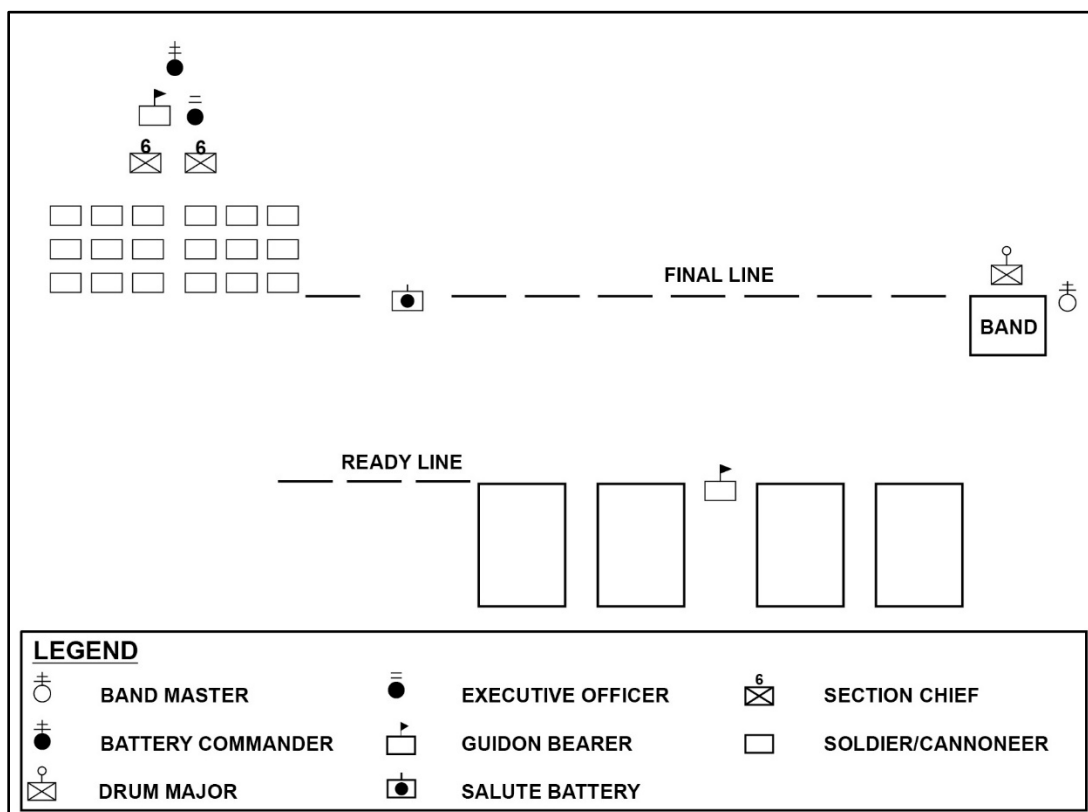 6 6
FINAL LINE
BAND
READY LINE
LEGEND
BAND MASTER EXECUTIVE OFFICER 6 SECTION CHIEF
BATTERY COMMANDER GUIDON BEARER SOLDIER/CANNONEER
DRUM MAJOR SALUTE BATTERY